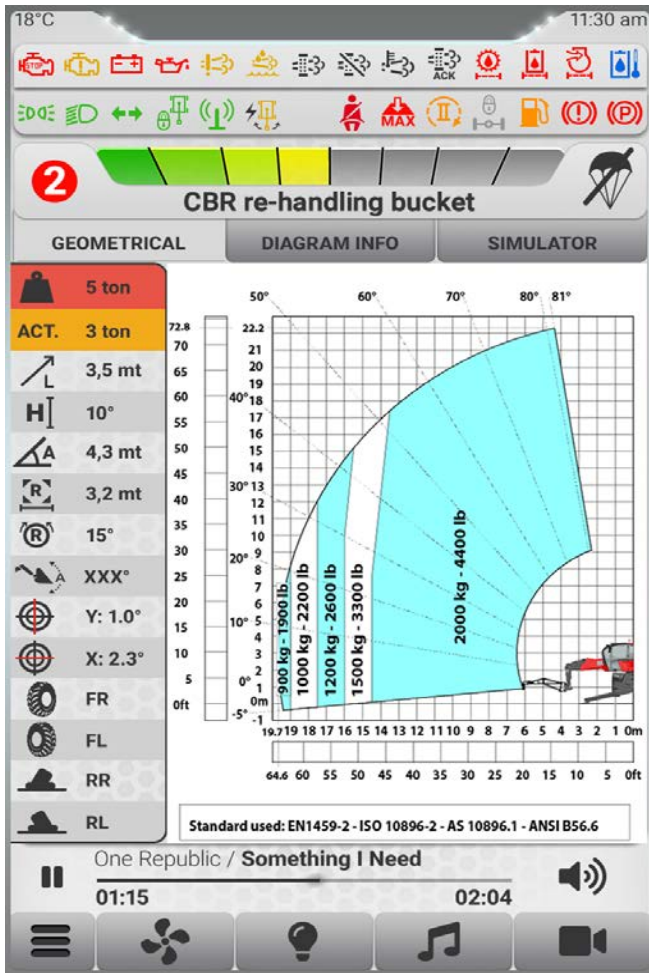 18°C 11:30 am
STOP
ACK
MAX II P
2
CBR re-handling bucket
GEOMETRICAL DIAGRAM INFO SIMULATOR
5 ton
ACT. 3 ton
L 3,5 mt
H 10°
A 4,3 mt
R 3,2 mt
R 15°
A XXX°
Y: 1.0°
X: 2.3°
FR
FL
RR
RL
50° 60° 70° 80° 81°
40°
30°
20°
10°
0°
-5°
72.8
70
65
60
55
50
45
40
35
30
25
20
15
10
5
0ft
22.2
21
20
19
18
17
16
15
14
13
12
11
10
9
8
7
6
5
4
3
2
1
0m
-1
900 kg - 1900 lb
1000 kg - 2200 lb
1200 kg - 2600 lb
1500 kg - 3300 lb
2000 kg - 4400 lb
19.7 19 18 17 16 15 14 13 12 11 10 9 8 7 6 5 4 3 2 1 0m
64.6 60 55 50 45 40 35 30 25 20 15 10 5 0ft
Standard used: EN1459-2 - ISO 10896-2 - AS 10896.1 - ANSI B56.6
One Republic / Something I Need
01:15 02:04